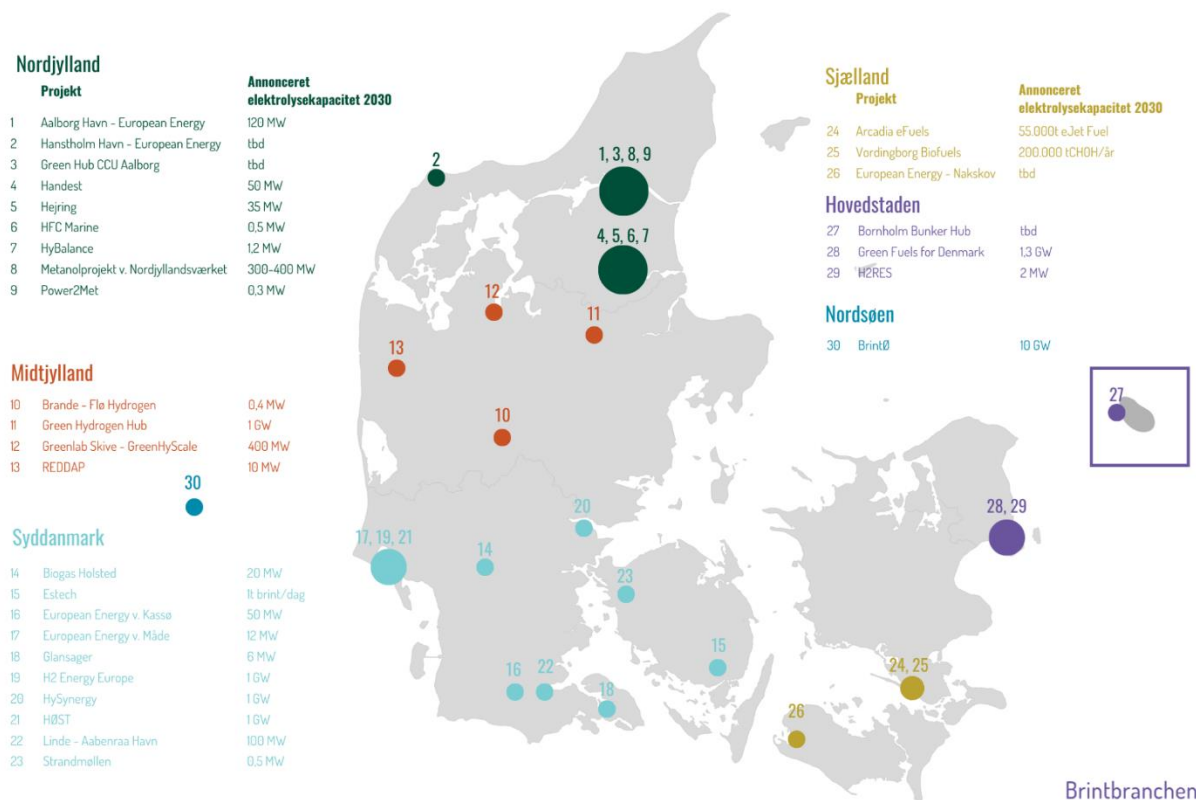 Nordjylland
Projekt Annonceret elektrolysekapacitet 2030
1 Aalborg Havn - European Energy 120 MW
2 Hanstholm Havn - European Energy tbd
3 Green Hub CCU Aalborg tbd
4 Handest 50 MW
5 Hejring 35 MW
6 HFC Marine 0,5 MW
7 HyBalance 1,2 MW
8 Metanolprojekt v. Nordjyllandsværket 300-400 MW
9 Power2Met 0,3 MW
Midtjylland
10 Brande - Flø Hydrogen 0,4 MW
11 Green Hydrogen Hub 1 GW
12 Greenlab Skive - GreenHyScale 400 MW
13 REDDAP 10 MW
Syddanmark
14 Biogas Holsted 20 MW
15 Estech 1t brint/dag
16 European Energy v. Kassø 50 MW
17 European Energy v. Måde 12 MW
18 Glansager 6 MW
19 H2 Energy Europe 1 GW
20 HySynergy 1 GW
21 HØST 1 GW
22 Linde - Aabenraa Havn 100 MW
23 Strandmøllen 0,5 MW
2
1, 3, 8, 9
4, 5, 6, 7
12
11
13
10
30
20
17, 19, 21
14
23
15
16
22
18
Sjælland
Projekt Annonceret elektrolysekapacitet 2030
24 Arcadia eFuels 55.000t eJet Fuel
25 Vordingborg Biofuels 200.000 tCHOH/år
26 European Energy - Nakskov tbd
Hovedstaden
27 Bornholm Bunker Hub tbd
28 Green Fuels for Denmark 1,3 GW
29 H2RES 2 MW
Nordsøen
30 BrintØ 10 GW
27
28, 29
24, 25
26
Brintbranchen